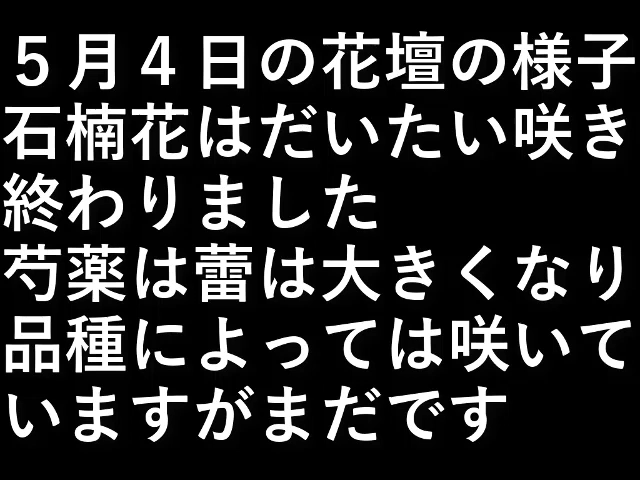 ５月４日の花壇の様子
石楠花はだいたい咲き
終わりました
芍薬は蕾は大きくなり
品種によっては咲いて
いますがまだです